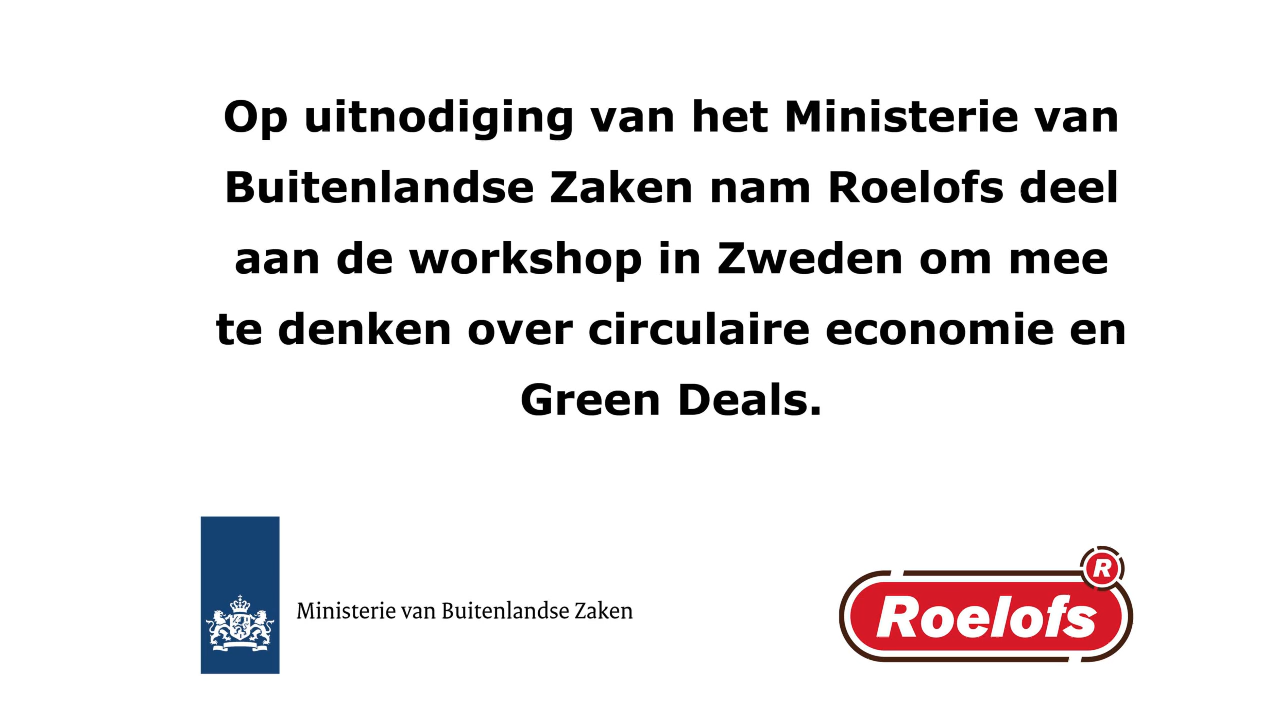 Op uitnodiging van het Ministerie van
Buitenlandse Zaken nam Roelofs deel
aan de workshop in Zweden om mee
te denken over circulaire economie en
Green Deals.
Ministerie van Buitenlandse Zaken
R
Roelofs